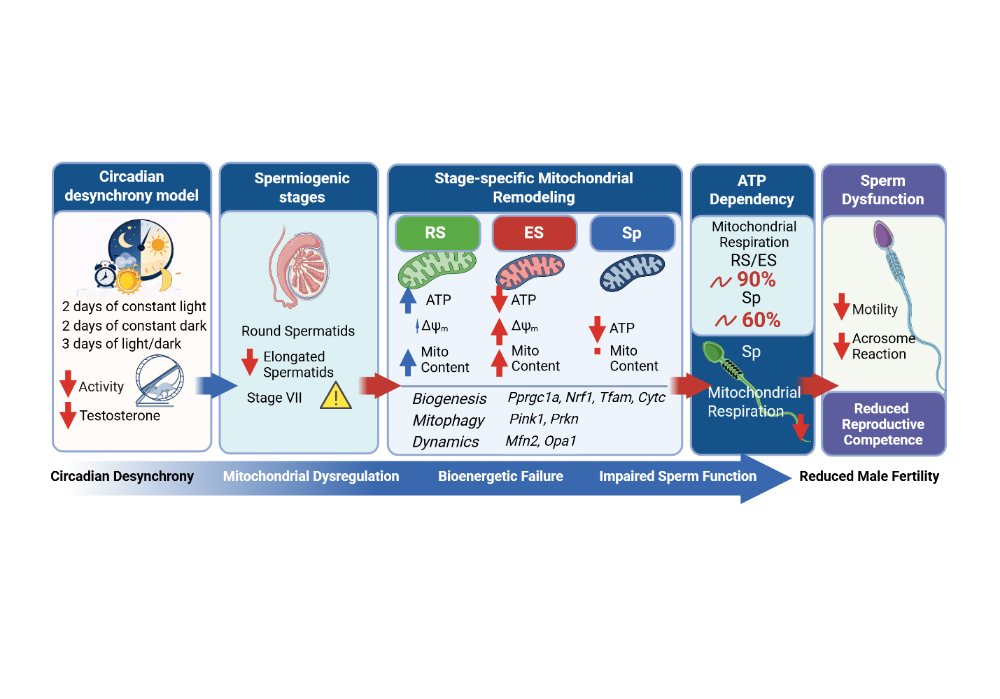 Circadian
desynchrony model
2 days of constant light
2 days of constant dark
3 days of light/dark
Activity
Testosterone
Spermiogenic
stages
Round Spermatids
Elongated
Spermatids
Stage VII
!
Stage-specific Mitochondrial
Remodeling
RS
ES
Sp
ATP
Δψₘ
Mito
Content
ATP
Δψₘ
Mito
Content
ATP
Mito
Content
Biogenesis
Pprgc1a, Nrf1, Tfam, Cytc
Mitophagy
Pink1, Prkn
Dynamics
Mfn2, Opa1
ATP
Dependency
Mitochondrial
Respiration
RS/ES
90%
Sp
60%
Sp
Mitochondrial
Respiration
Sperm
Dysfunction
Motility
Acrosome
Reaction
Reduced
Reproductive
Competence
Circadian Desynchrony
Mitochondrial Dysregulation
Bioenergetic Failure
Impaired Sperm Function
Reduced Male Fertility